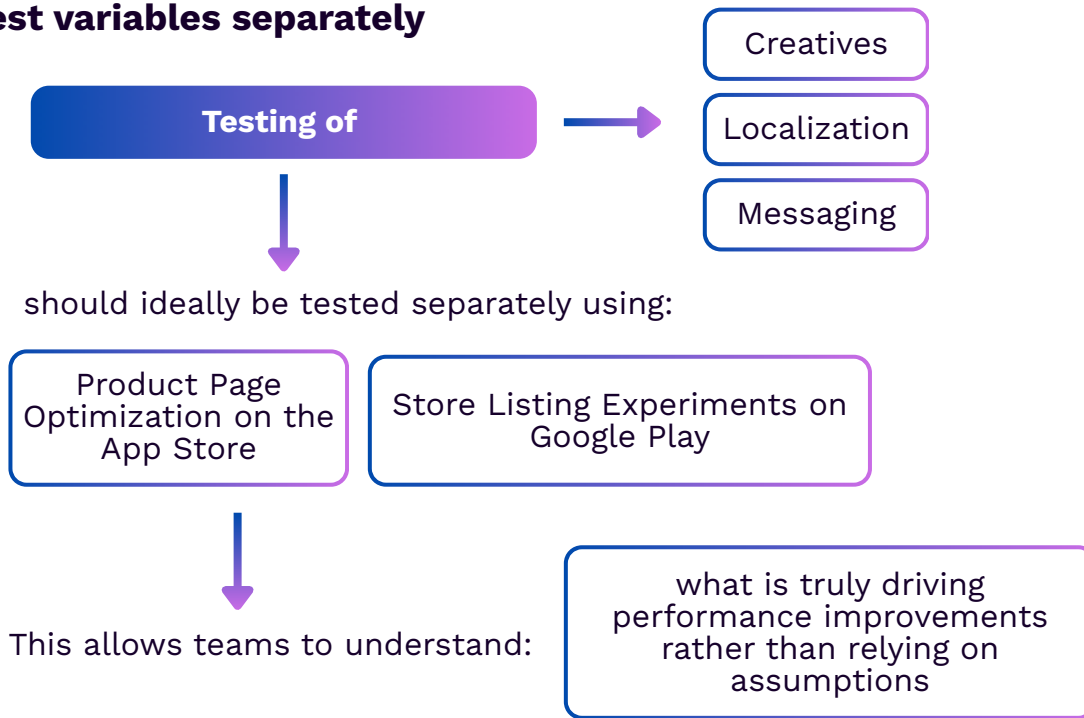 est variables separately
Testing of
Creatives
Localization
Messaging
should ideally be tested separately using:
Product Page
Optimization on the
App Store
Store Listing Experiments on
Google Play
This allows teams to understand:
what is truly driving
performance improvements
rather than relying on
assumptions